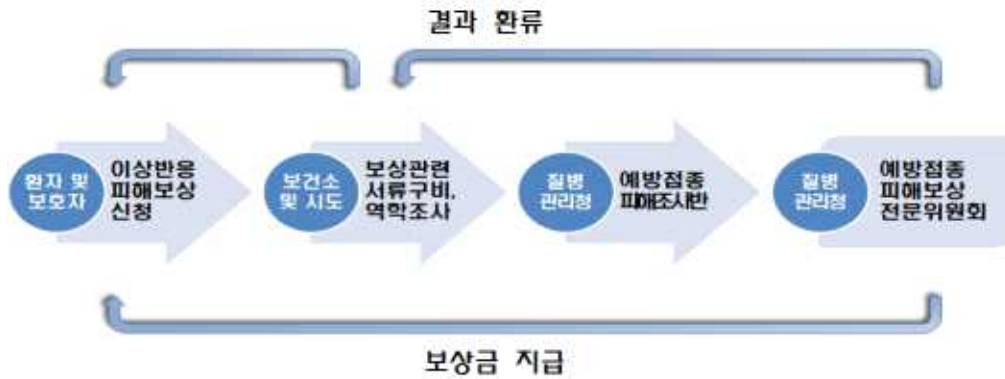 결과 환류
환자 및
보호자
이상반응
피해보상
신청
보건소
및 시도
보상관련
서류구비,
역학조사
질병
관리청
예방접종
피해조사반
질병
관리청
예방접종
피해보상
전문위원회
보상금 지급